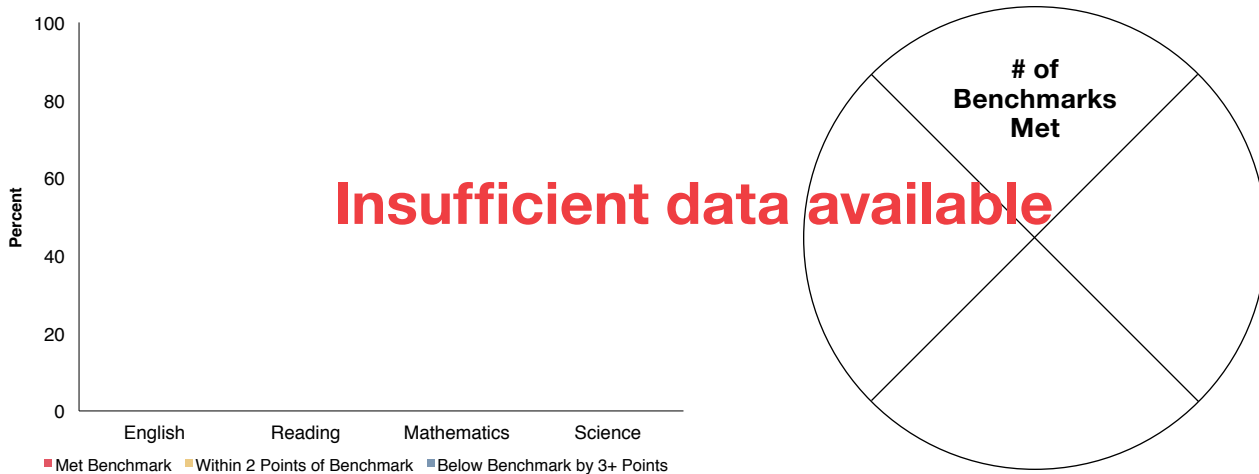 100
80
60
40
20
0
Percent
English Reading Mathematics Science
Met Benchmark Within 2 Points of Benchmark Below Benchmark by 3+ Points
# of
Benchmarks
Met
Insufficient data available